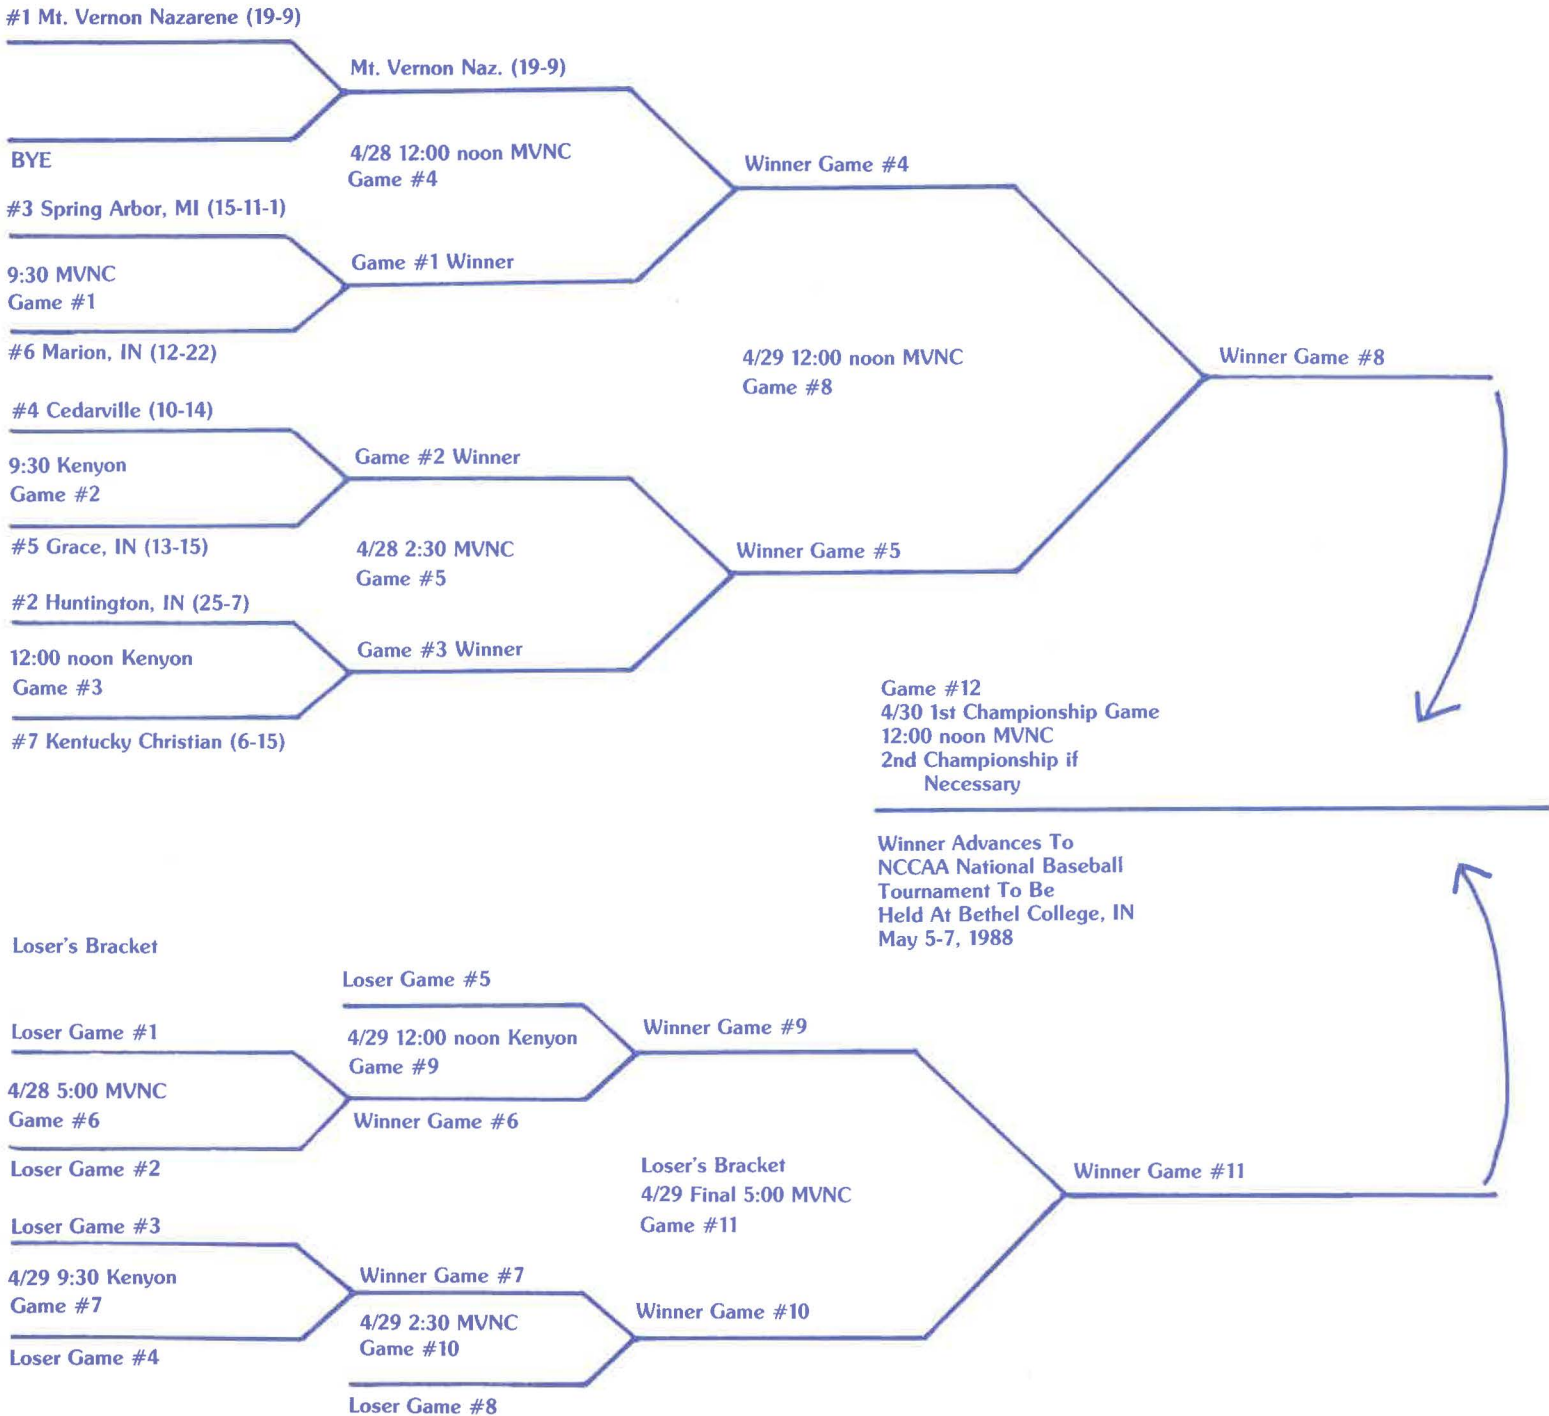 #1 Mt. Vernon Nazarene (19-9)
Mt. Vernon Naz. (19-9)
BYE
4/28 12:00 noon MVNC
Game #4
Winner Game #4
#3 Spring Arbor, MI (15-11-1)
9:30 MVNC
Game #1
Game #1 Winner
#6 Marion, IN (12-22)
4/29 12:00 noon MVNC
Game #8
Winner Game #8
#4 Cedarville (10-14)
9:30 Kenyon
Game #2
Game #2 Winner
#5 Grace, IN (13-15)
4/28 2:30 MVNC
Game #5
Winner Game #5
#2 Huntington, IN (25-7)
12:00 noon Kenyon
Game #3
Game #3 Winner
#7 Kentucky Christian (6-15)
Game #12
4/30 1st Championship Game
12:00 noon MVNC
2nd Championship if
Necessary
Winner Advances To
NCCAA National Baseball
Tournament To Be
Held At Bethel College, IN
May 5-7, 1988
Loser's Bracket
Loser Game #5
Loser Game #1
4/29 12:00 noon Kenyon
Game #9
Winner Game #9
4/28 5:00 MVNC
Game #6
Winner Game #6
Loser Game #2
Loser's Bracket
4/29 Final 5:00 MVNC
Game #11
Winner Game #11
Loser Game #3
4/29 9:30 Kenyon
Game #7
Winner Game #7
Loser Game #4
4/29 2:30 MVNC
Game #10
Winner Game #10
Loser Game #8